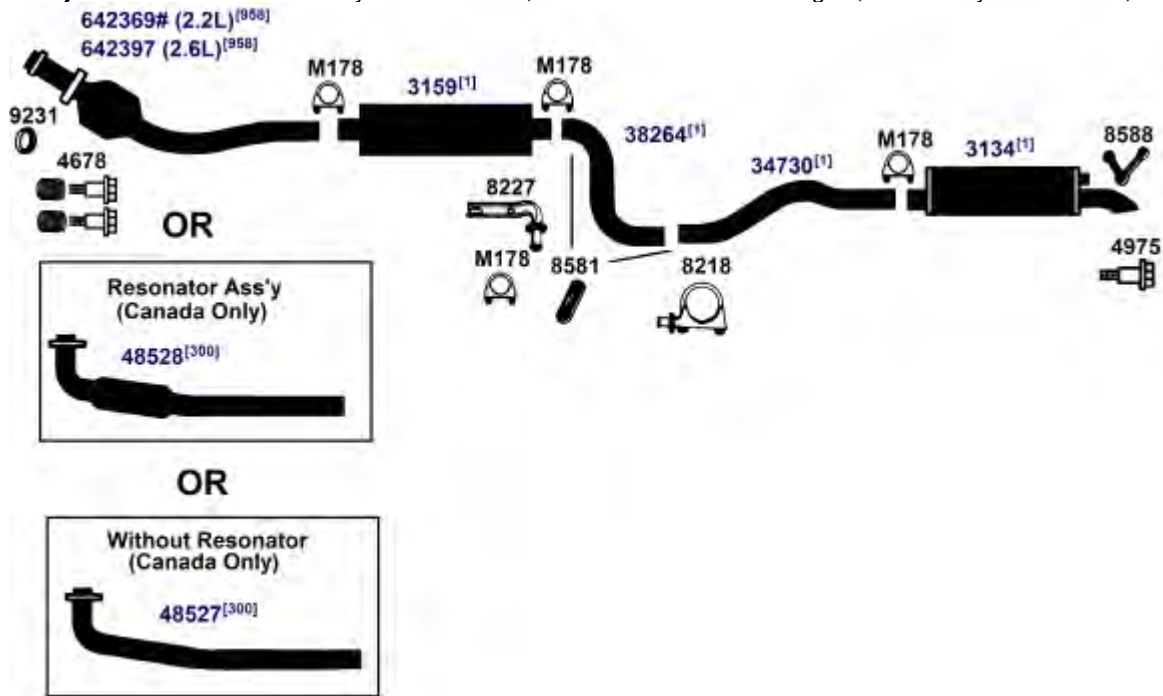 642369# (2.2L)[958]
642397 (2.6L)[958]
M178
3159[1]
M178
38264[1]
34730[1]
M178
3134[1]
8588
9231
4678
8227
M178
8581
8218
4975
OR
Resonator Ass'y
(Canada Only)
48528[300]
OR
Without Resonator
(Canada Only)
48527[300]